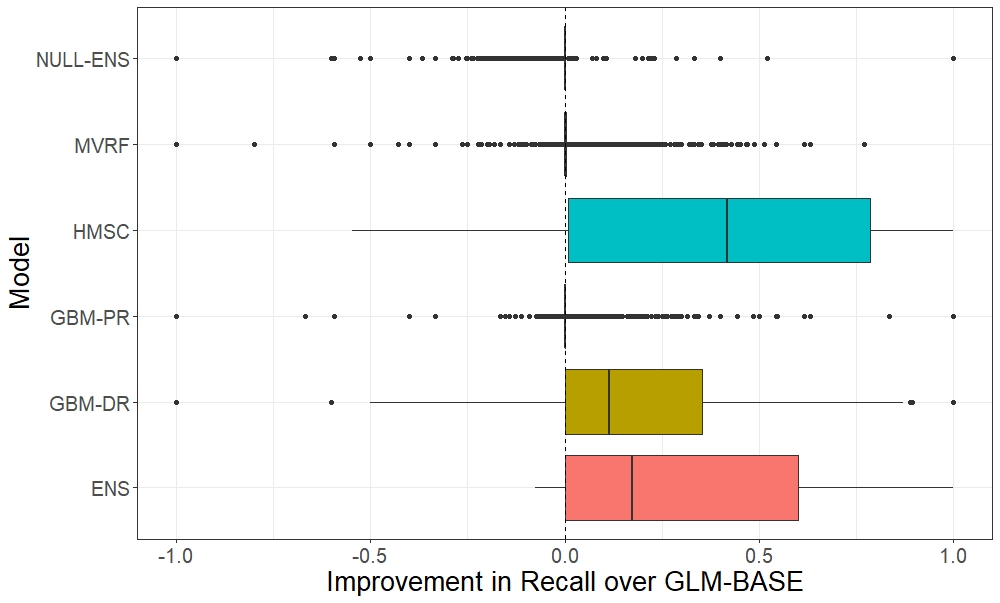 Model
NULL-ENS
MVRF
HMSC
GBM-PR
GBM-DR
ENS
-1.0 -0.5 0.0 0.5 1.0
Improvement in Recall over GLM-BASE